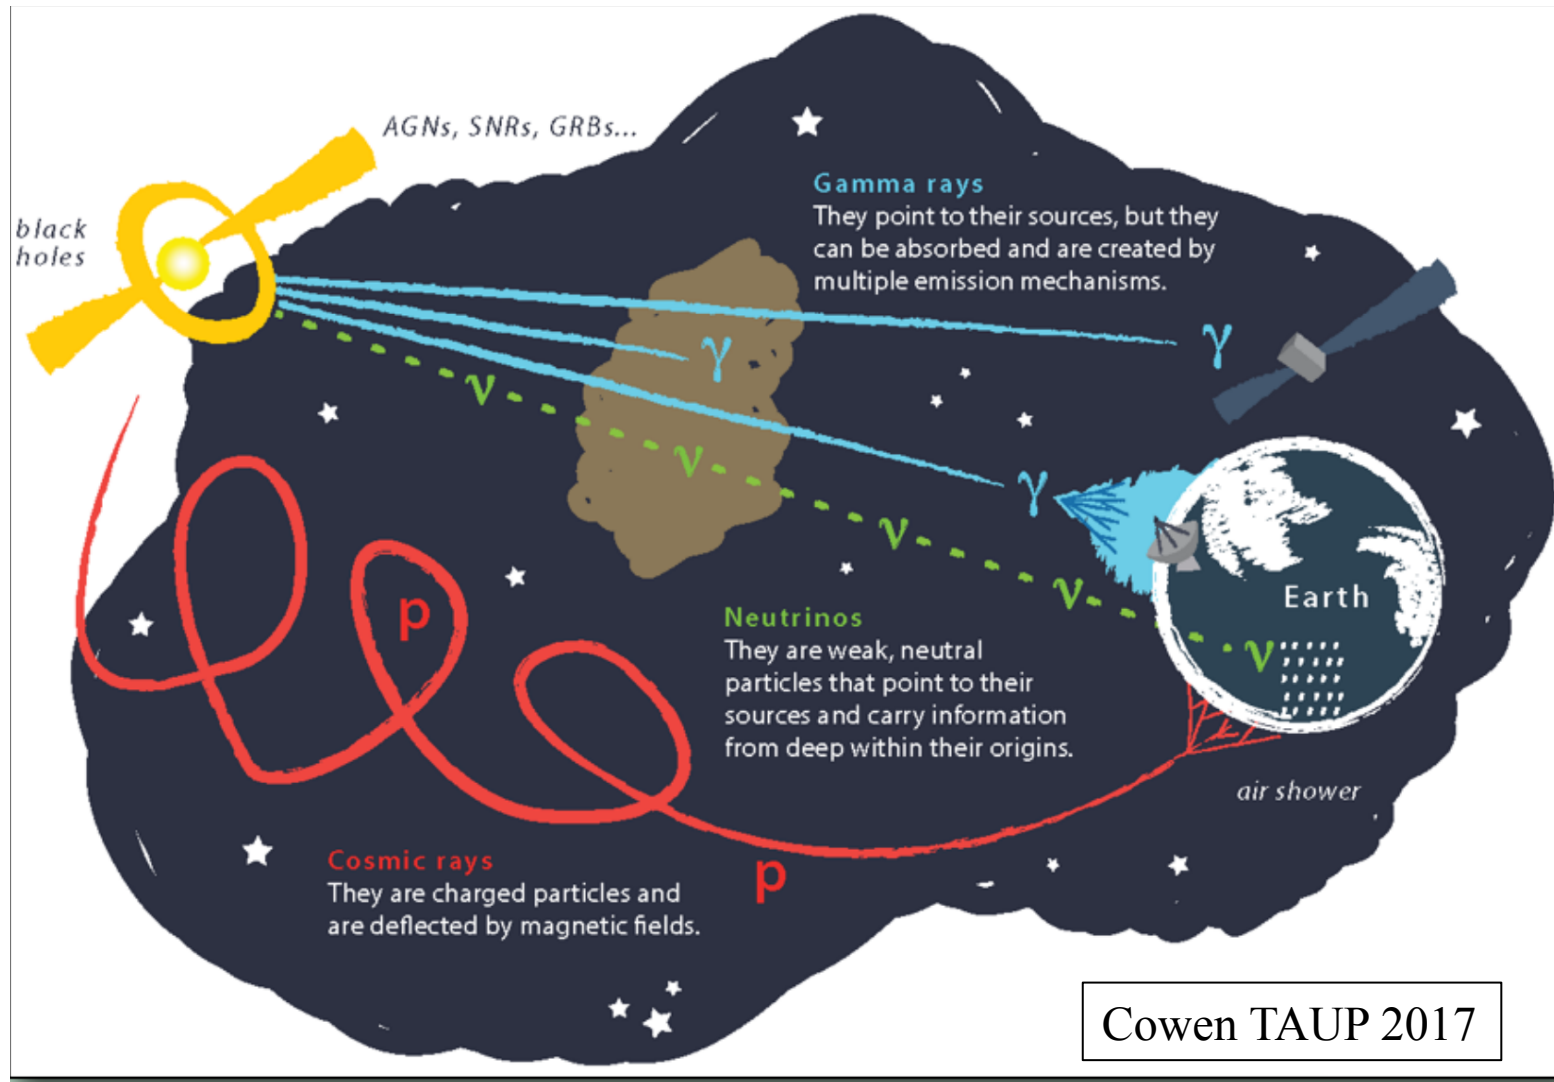 AGNs, SNRs, GRBs...
black
holes
Gamma rays
They point to their sources, but they
can be absorbed and are created by
multiple emission mechanisms.
γ
γ
ν
ν
γ
ν
ν
p
Earth
ν
Neutrinos
They are weak, neutral
particles that point to their
sources and carry information
from deep within their origins.
air shower
p
Cosmic rays
They are charged particles and
are deflected by magnetic fields.
Cowen TAUP 2017